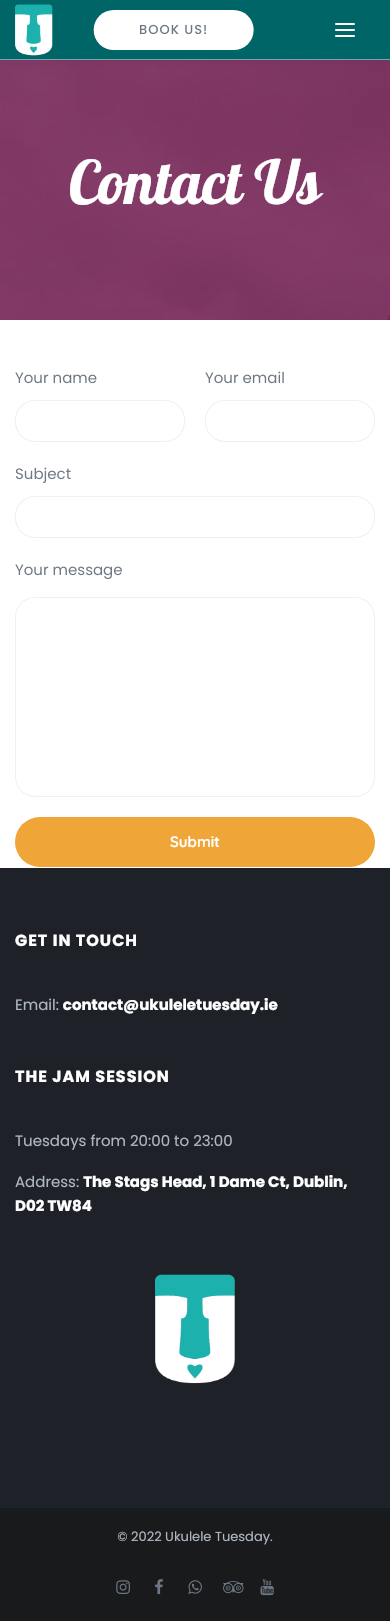 BOOK US!
Contact Us
Your name
Your email
Subject
Your message
Submit
GET IN TOUCH
Email: contact@ukuleletuesday.ie
THE JAM SESSION
Tuesdays from 20:00 to 23:00
Address: The Stags Head, 1 Dame Ct, Dublin,
D02 TW84
© 2022 Ukulele Tuesday.